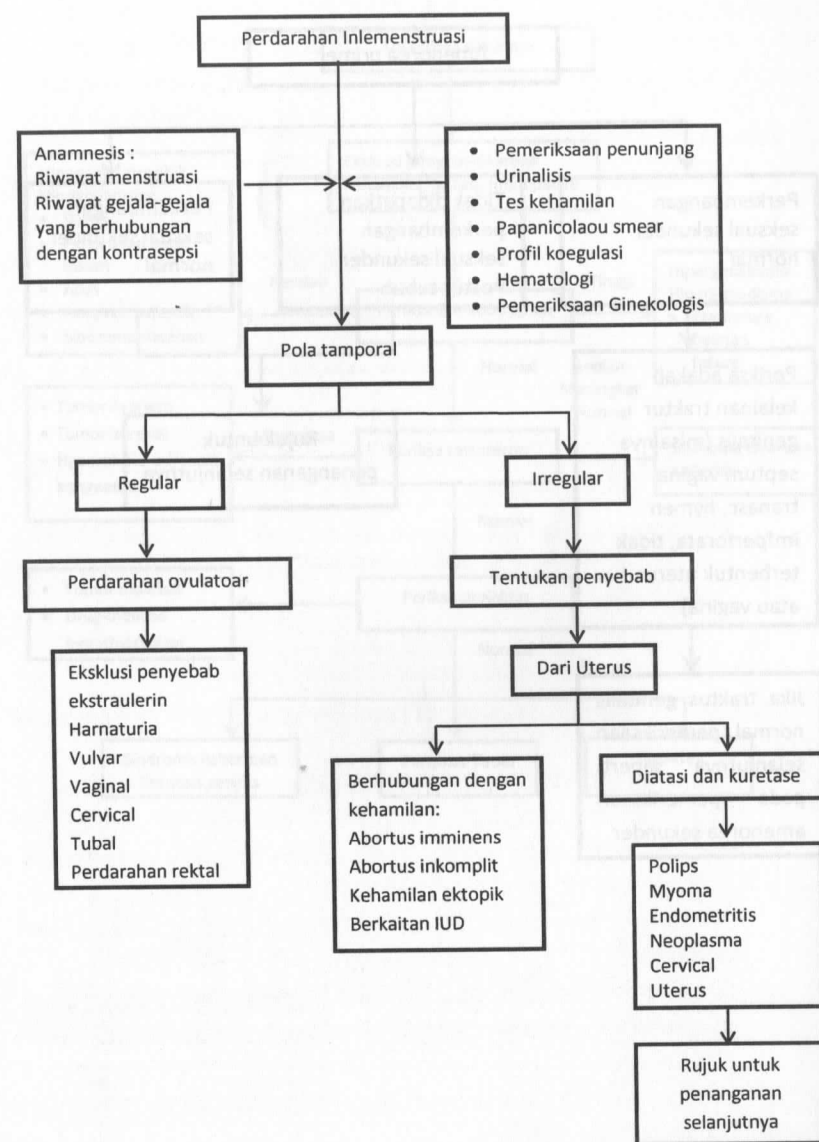 Perdarahan Inlemenstruasi
Anamnesis :
Riwayat menstruasi
Riwayat gejala-gejala
yang berhubungan
dengan kontrasepsi
• Pemeriksaan penunjang
• Urinalisis
• Tes kehamilan
• Papanicolaou smear
• Profil koegulasi
• Hematologi
• Pemeriksaan Ginekologis
Pola tamporal
Regular
Irregular
Perdarahan ovulatoar
Tentukan penyebab
Eksklusi penyebab
ekstraulerin
Harnaturia
Vulvar
Vaginal
Cervical
Tubal
Perdarahan rektal
Dari Uterus
Berhubungan dengan
kehamilan:
Abortus imminens
Abortus inkomplit
Kehamilan ektopik
Berkaitan IUD
Diatasi dan kuretase
Polips
Myoma
Endometritis
Neoplasma
Cervical
Uterus
Rujuk untuk
penanganan
selanjutnya